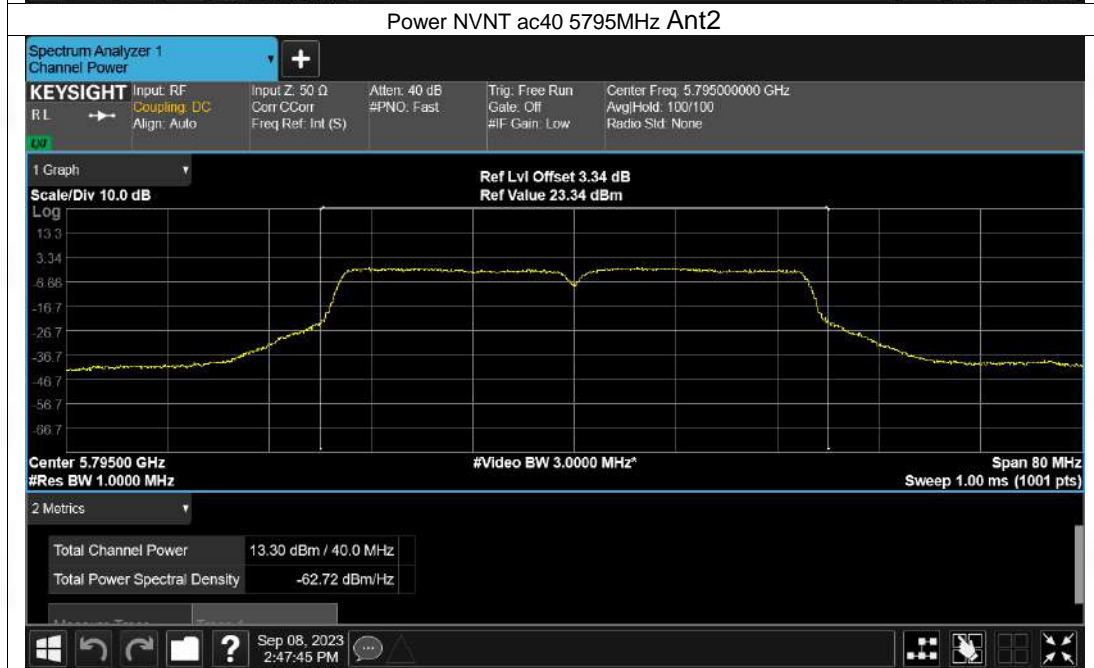 Power NVNT ac40 5795MHz Ant2
Spectrum Analyzer 1
Channel Power
+
KEYSIGHT
RL
Input: RF
Coupling: DC
Align: Auto
Input Z: 50 Ω
Corr CCorr
Freq Ref: Int (S)
Atten: 40 dB
#PNO: Fast
Trig: Free Run
Gate: Off
#IF Gain: Low
Center Freq: 5.795000000 GHz
Avg|Hold: 100/100
Radio Std: None
LXI
1 Graph
Scale/Div 10.0 dB
Ref Lvl Offset 3.34 dB
Ref Value 23.34 dBm
Log
13.3
3.34
-6.66
-16.7
-26.7
-36.7
-46.7
-56.7
-66.7
Center 5.79500 GHz
#Res BW 1.0000 MHz
#Video BW 3.0000 MHz*
Span 80 MHz
Sweep 1.00 ms (1001 pts)
2 Metrics
Total Channel Power 13.30 dBm / 40.0 MHz
Total Power Spectral Density -62.72 dBm/Hz
?
Sep 08, 2023
2:47:45 PM